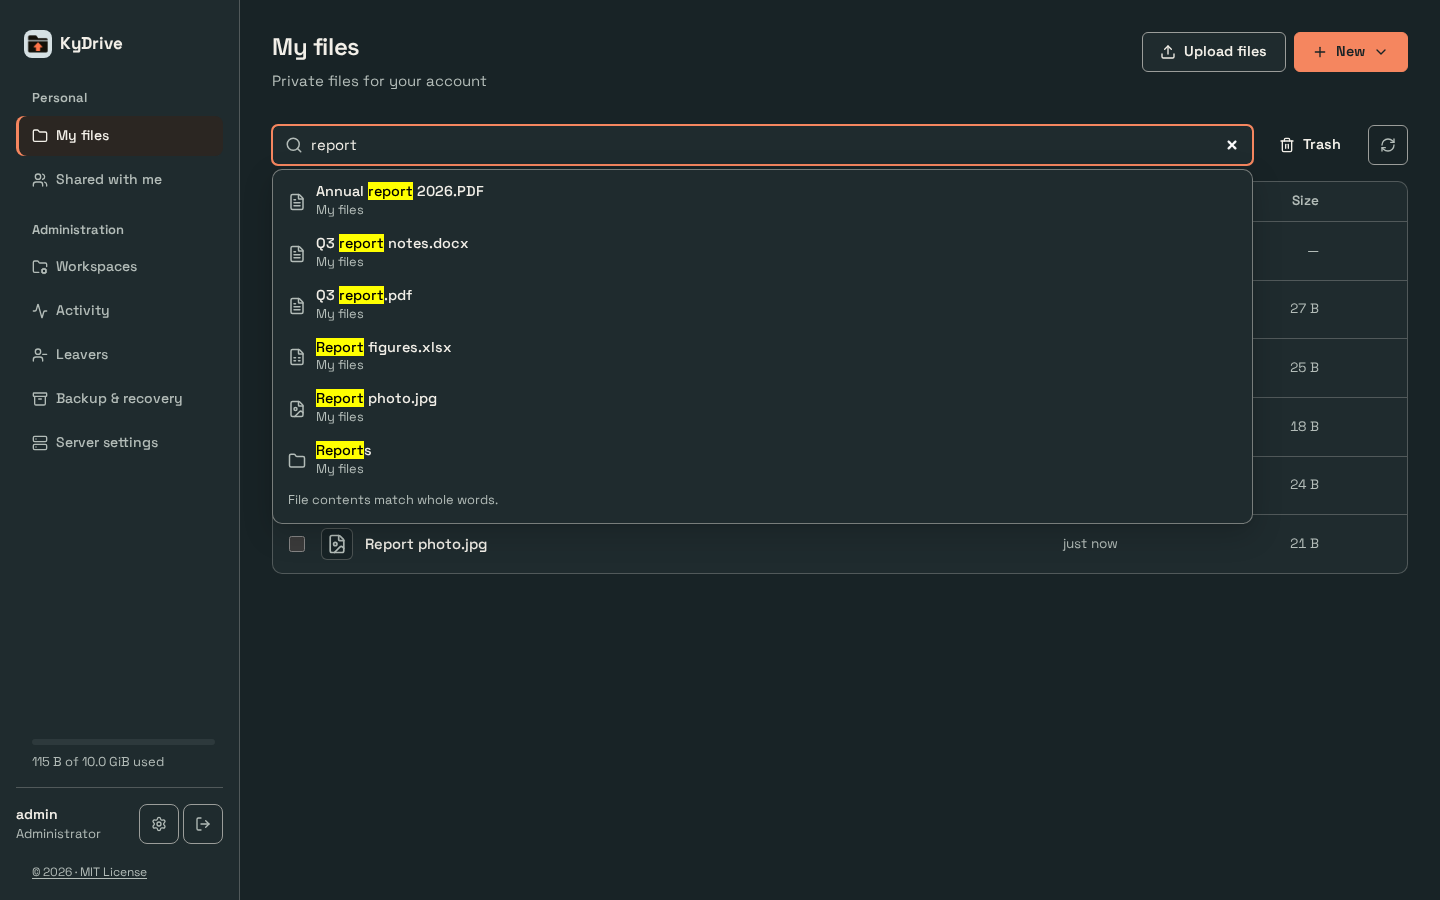 KyDrive
Personal
My files
Shared with me
Administration
Workspaces
Activity
Leavers
Backup & recovery
Server settings
115 B of 10.0 GiB used
admin
Administrator
© 2026 · MIT License
My files
Private files for your account
Upload files
New
report
Trash
Annual report 2026.PDF
My files
Q3 report notes.docx
My files
Q3 report.pdf
My files
Report figures.xlsx
My files
Report photo.jpg
My files
Reports
My files
File contents match whole words.
Size
—
27 B
25 B
18 B
24 B
Report photo.jpg just now 21 B